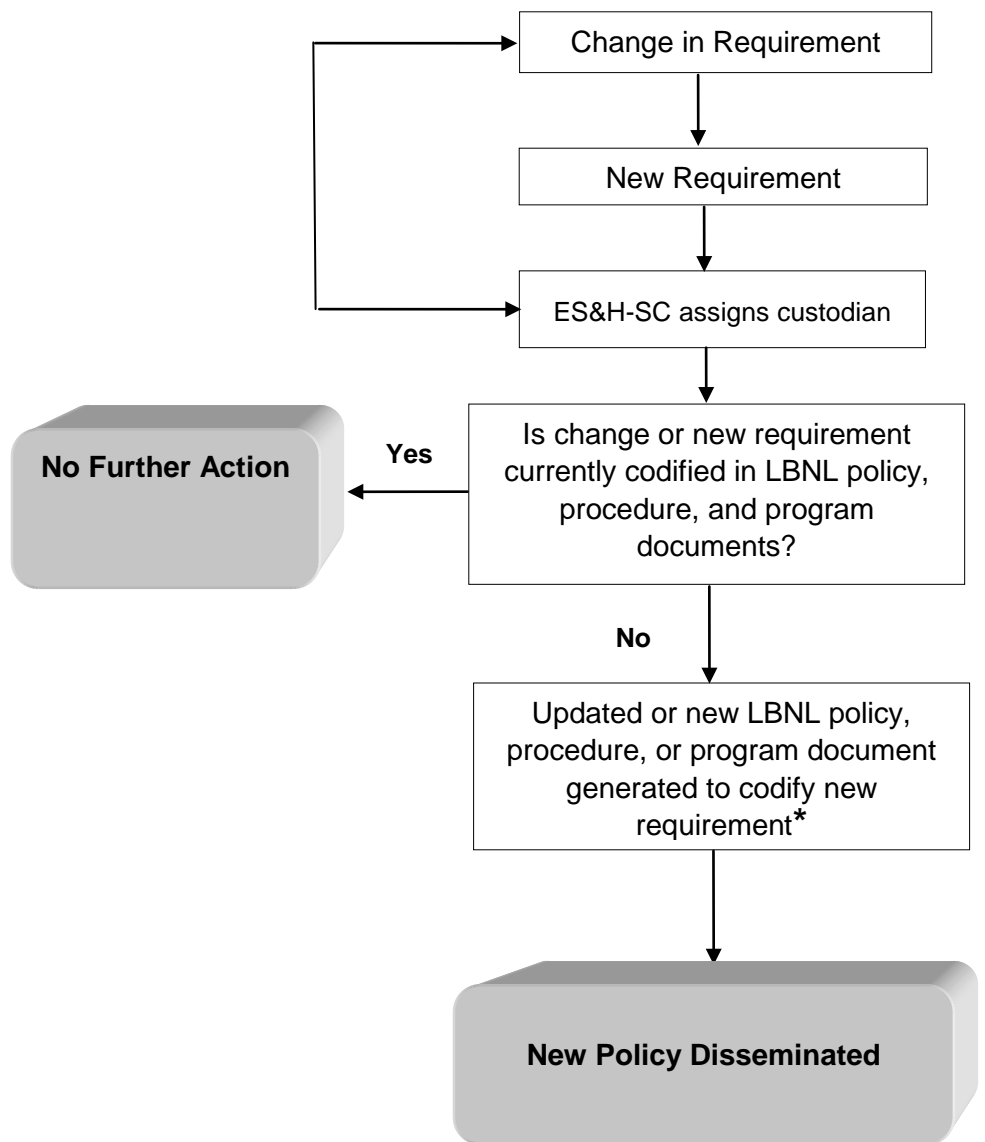 Change in Requirement
New Requirement
ES&H-SC assigns custodian
Is change or new requirement
currently codified in LBNL policy,
procedure, and program
documents?
Yes
No Further Action
No
Updated or new LBNL policy,
procedure, or program document
generated to codify new
requirement*
New Policy Disseminated